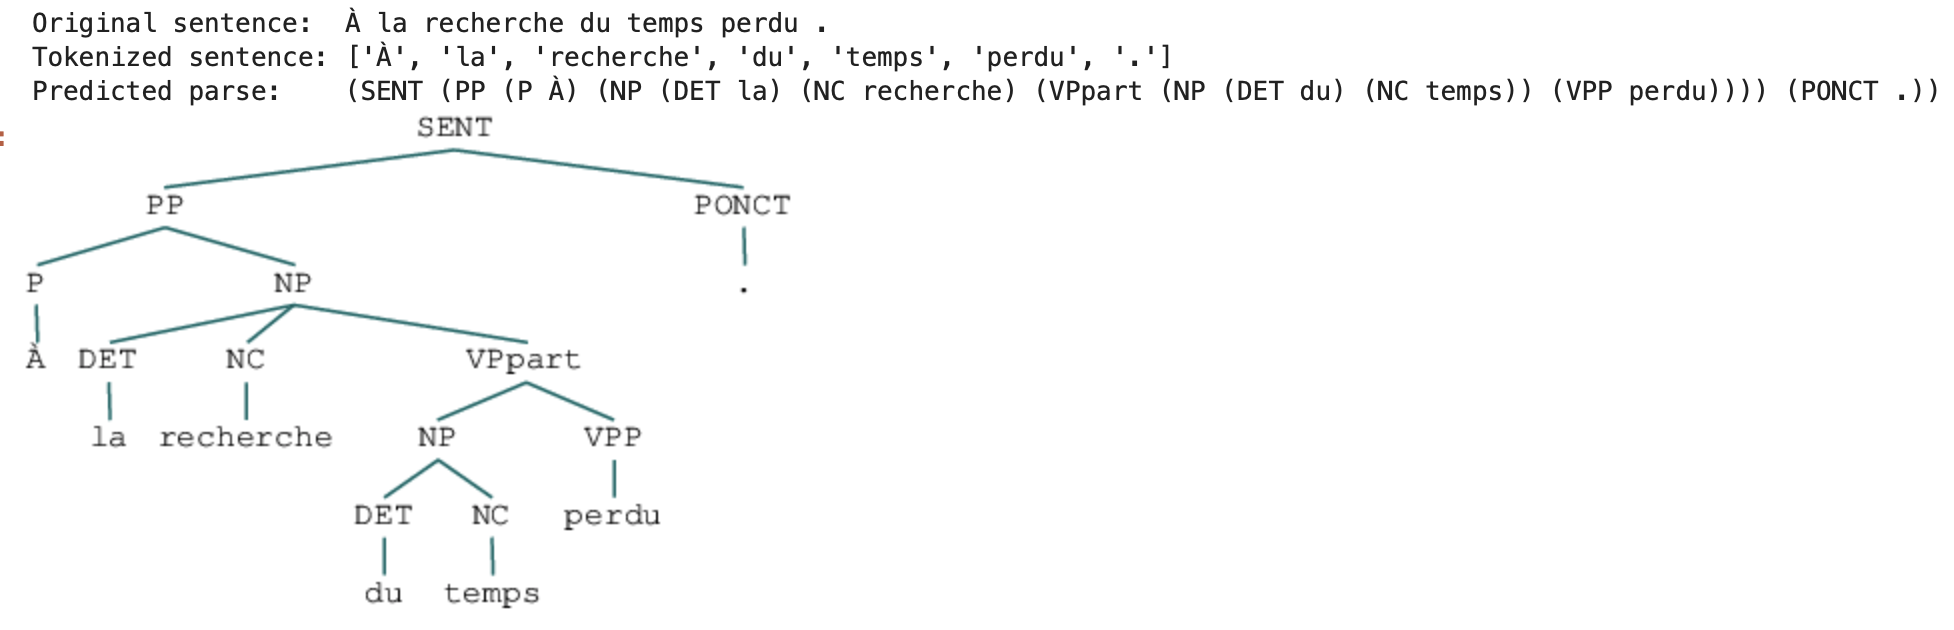 Original sentence: À la recherche du temps perdu .
Tokenized sentence: ['À', 'la', 'recherche', 'du', 'temps', 'perdu', '.']
Predicted parse: (SENT (PP (P À) (NP (DET la) (NC recherche) (VPpart (NP (DET du) (NC temps)) (VPP perdu)))) (PONCT .))
:
SENT
PP PONCT
P NP .
À DET NC VPpart
la recherche NP VPP
DET NC perdu
du temps